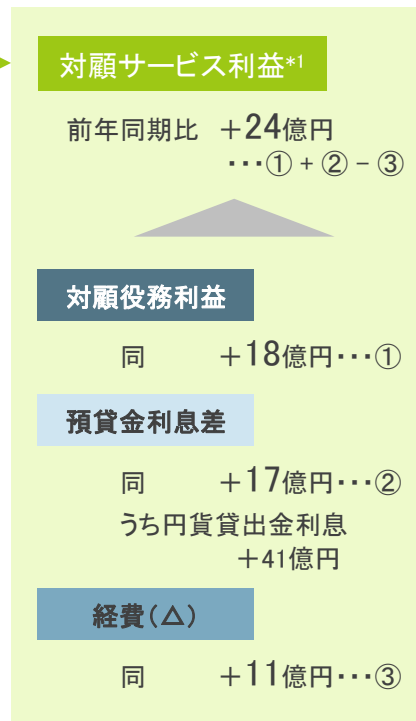 対顧サービス利益*1
前年同期比 +24億円
･･･①+②-③
対顧役務利益
同 +18億円･･･①
預貸金利息差
同 +17億円･･･②
うち円貨貸出金利息
+41億円
経費(△)
同 +11億円･･･③